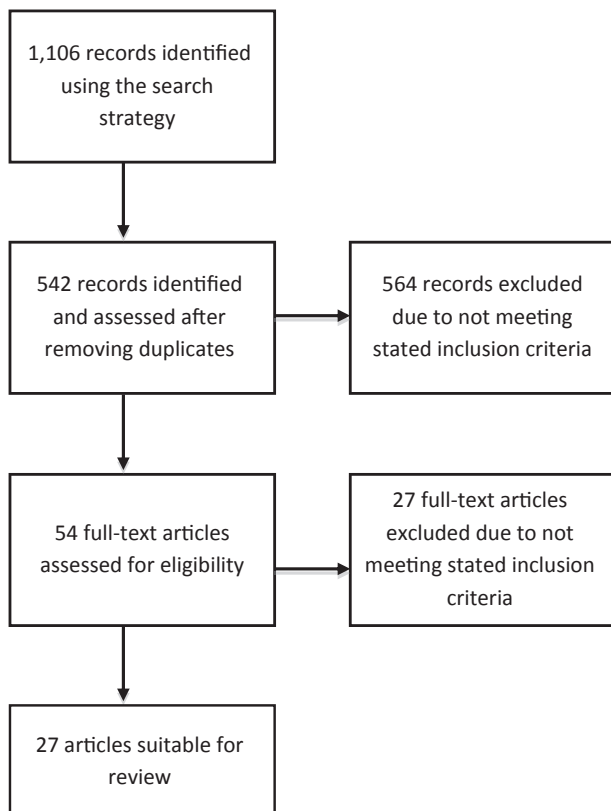 1,106 records identified
using the search
strategy
542 records identified
and assessed after
removing duplicates
564 records excluded
due to not meeting
stated inclusion criteria
54 full-text articles
assessed for eligibility
27 full-text articles
excluded due to not
meeting stated inclusion
criteria
27 articles suitable for
review